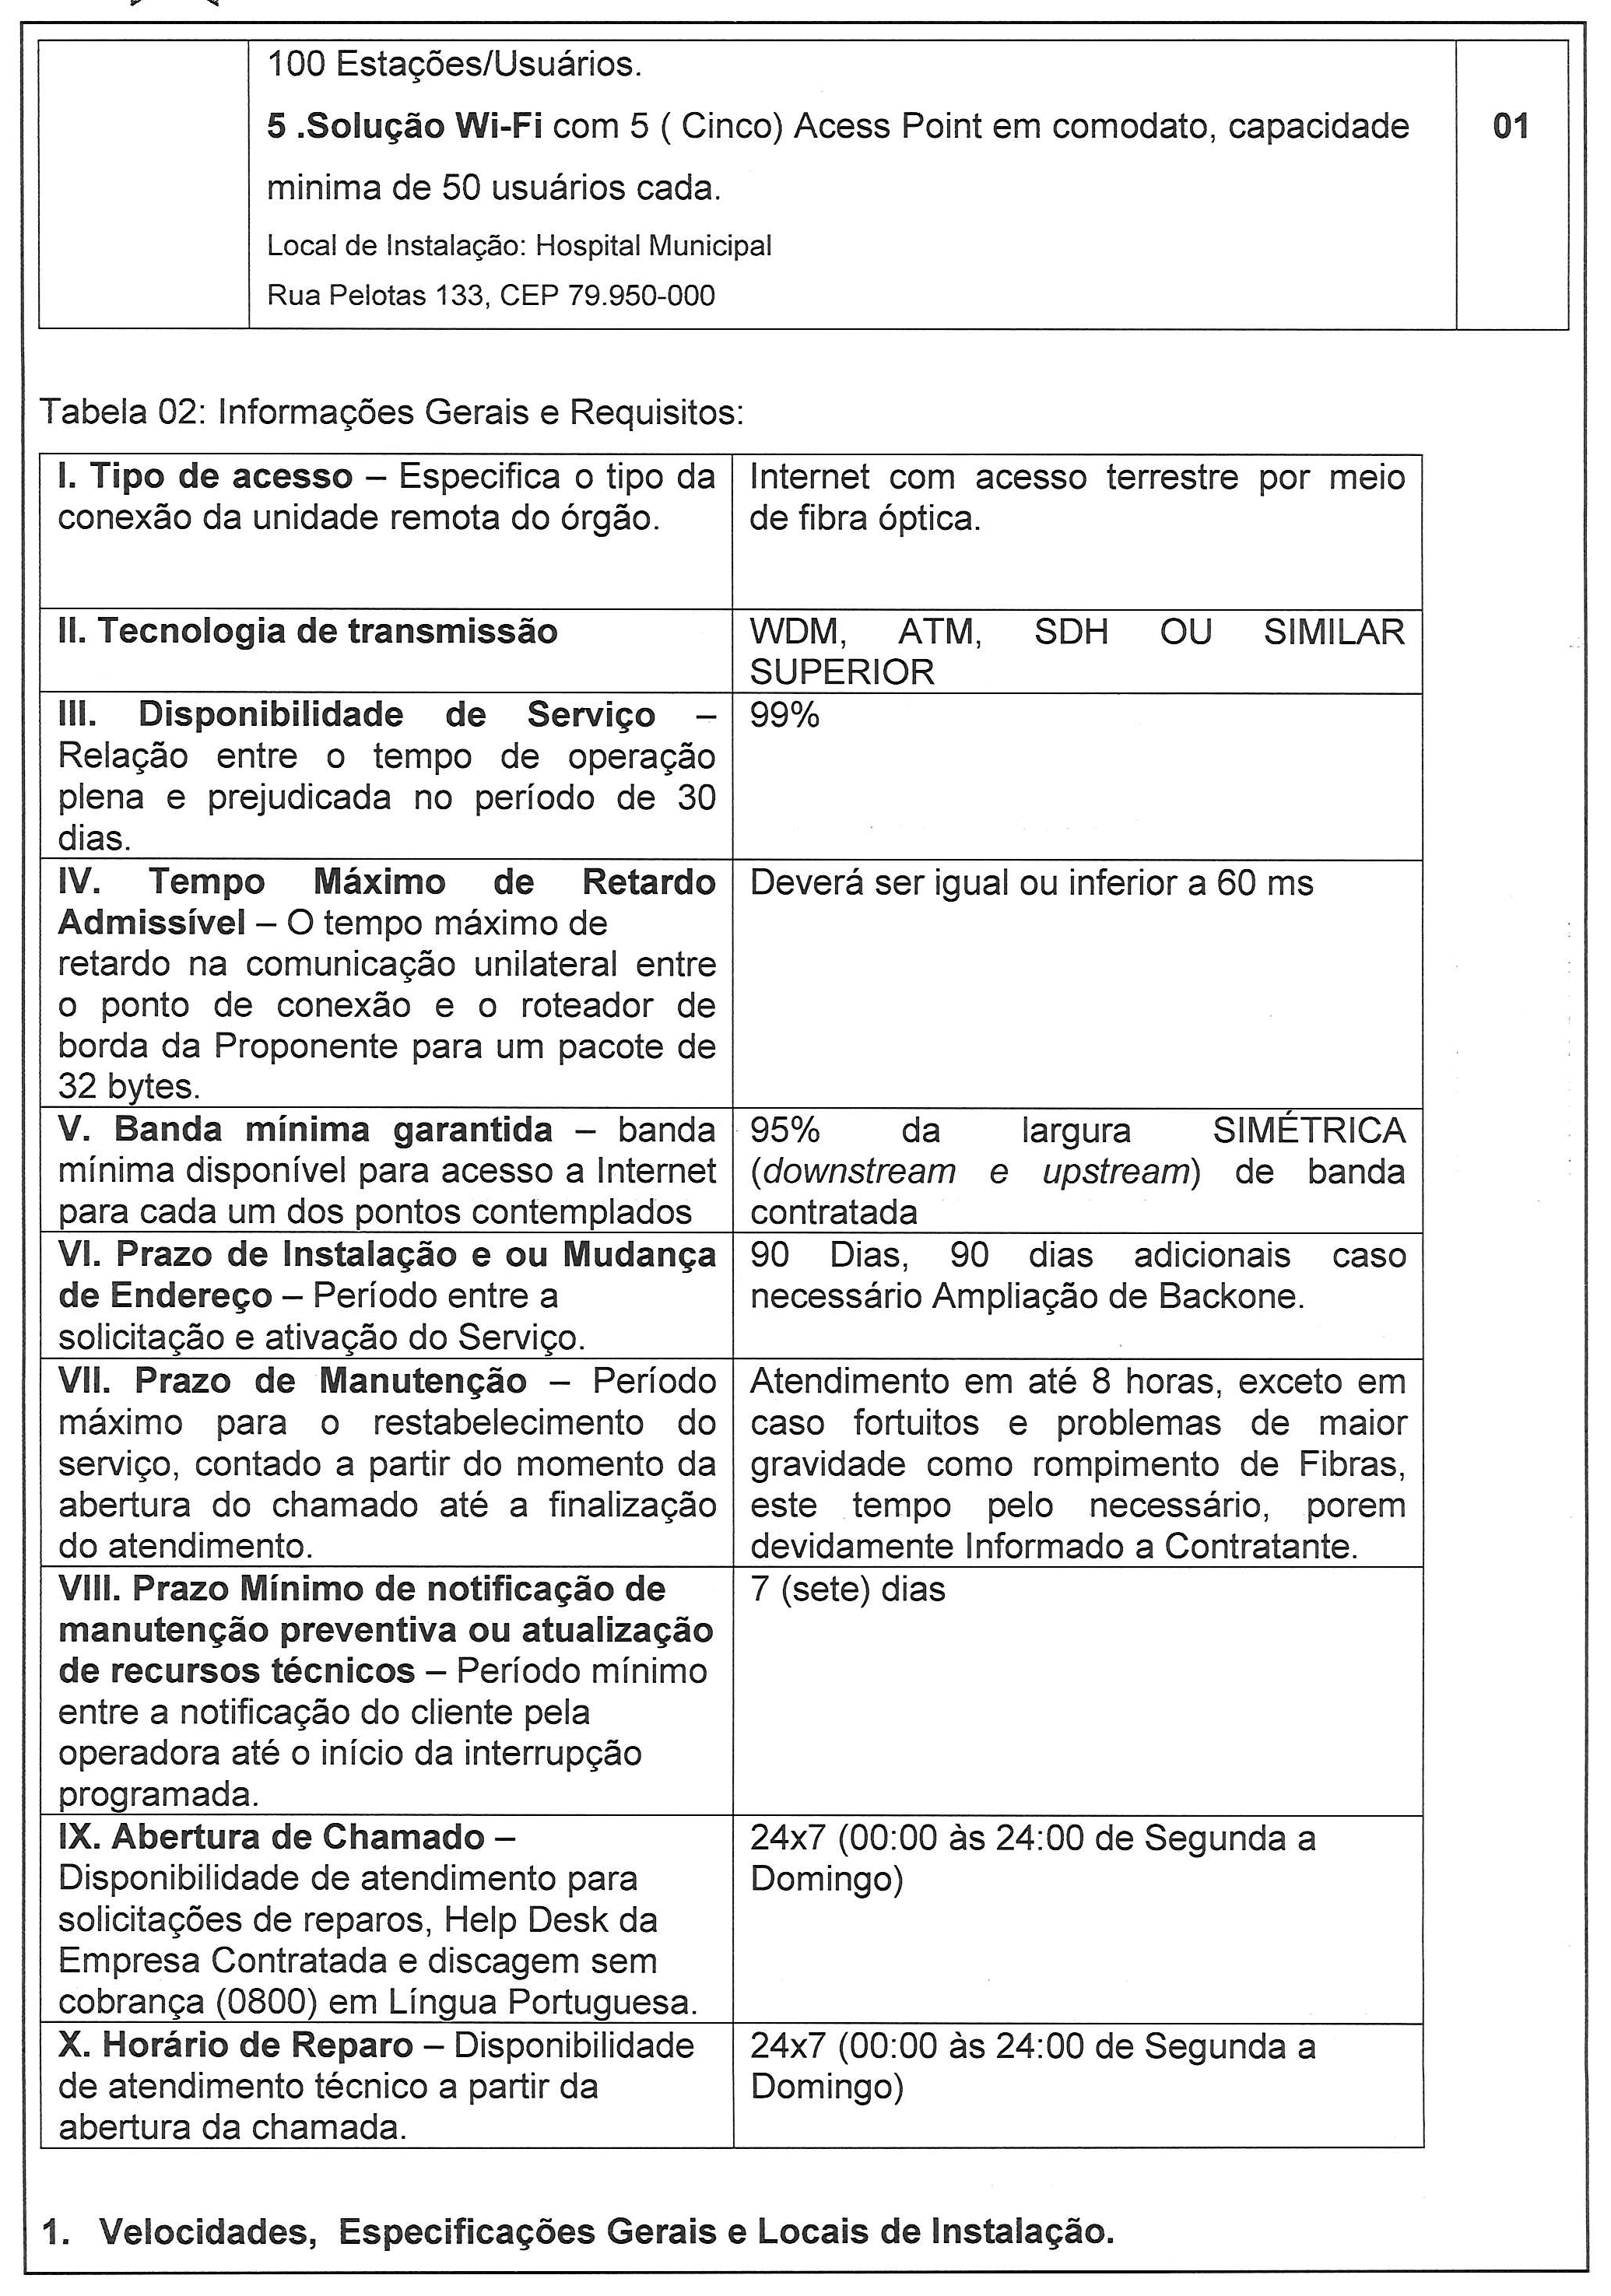 100 Estações/Usuários.
5 .Solução Wi-Fi com 5 ( Cinco) Acess Point em comodato, capacidade
01
minima de 50 usuários cada.
Local de Instalação: Hospital Municipal
Rua Pelotas 133, CEP 79.950-000
Tabela 02: Informações Gerais e Requisitos:
I. Tipo de acesso – Especifica o tipo da
conexão da unidade remota do órgão.
Internet com acesso terrestre por meio
de fibra óptica.
II. Tecnologia de transmissão
WDM, ATM, SDH OU SIMILAR
SUPERIOR
III. Disponibilidade de Serviço –
Relação entre o tempo de operação
plena e prejudicada no período de 30
dias.
99%
IV. Tempo Máximo de Retardo
Admissível – O tempo máximo de
retardo na comunicação unilateral entre
o ponto de conexão e o roteador de
borda da Proponente para um pacote de
32 bytes.
Deverá ser igual ou inferior a 60 ms
V. Banda mínima garantida – banda
mínima disponível para acesso a Internet
para cada um dos pontos contemplados
95% da largura SIMÉTRICA
(downstream e upstream) de banda
contratada
VI. Prazo de Instalação e ou Mudança
de Endereço – Período entre a
solicitação e ativação do Serviço.
90 Dias, 90 dias adicionais caso
necessário Ampliação de Backone.
VII. Prazo de Manutenção – Período
máximo para o restabelecimento do
serviço, contado a partir do momento da
abertura do chamado até a finalização
do atendimento.
Atendimento em até 8 horas, exceto em
caso fortuitos e problemas de maior
gravidade como rompimento de Fibras,
este tempo pelo necessário, porem
devidamente Informado a Contratante.
VIII. Prazo Mínimo de notificação de
manutenção preventiva ou atualização
de recursos técnicos – Período mínimo
entre a notificação do cliente pela
operadora até o início da interrupção
programada.
7 (sete) dias
IX. Abertura de Chamado –
Disponibilidade de atendimento para
solicitações de reparos, Help Desk da
Empresa Contratada e discagem sem
cobrança (0800) em Língua Portuguesa.
24x7 (00:00 às 24:00 de Segunda a
Domingo)
X. Horário de Reparo – Disponibilidade
de atendimento técnico a partir da
abertura da chamada.
24x7 (00:00 às 24:00 de Segunda a
Domingo)
1. Velocidades, Especificações Gerais e Locais de Instalação.